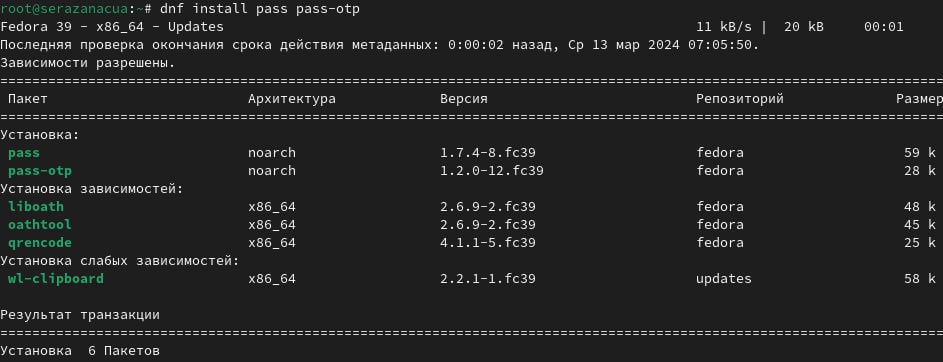 root@serazanacua:~# dnf install pass pass-otp
Fedora 39 - x86_64 - Updates 11 kB/s | 20 kB 00:01
Последняя проверка окончания срока действия метаданных: 0:00:02 назад, Ср 13 мар 2024 07:05:50.
Зависимости разрешены.
================================================================================
Пакет Архитектура Версия Репозиторий Размер
================================================================================
Установка:
pass noarch 1.7.4-8.fc39 fedora 59 k
pass-otp noarch 1.2.0-12.fc39 fedora 28 k
Установка зависимостей:
liboath x86_64 2.6.9-2.fc39 fedora 48 k
oathtool x86_64 2.6.9-2.fc39 fedora 45 k
qrencode x86_64 4.1.1-5.fc39 fedora 25 k
Установка слабых зависимостей:
wl-clipboard x86_64 2.2.1-1.fc39 updates 58 k
Результат транзакции
================================================================================
Установка 6 Пакетов